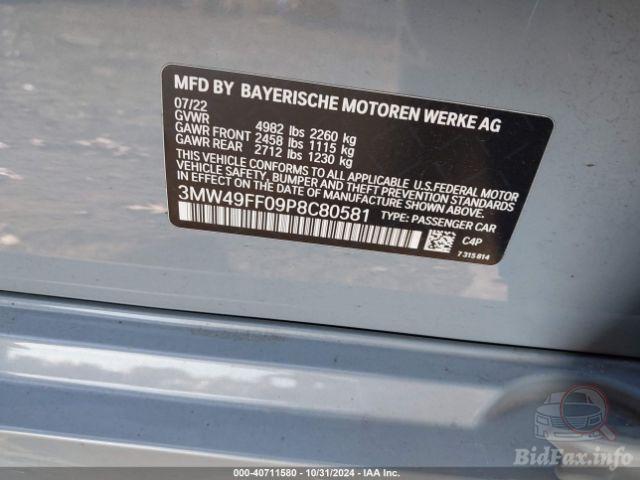 MFD BY BAYERISCHE MOTOREN WERKE AG
07/22
GVWR 4982 lbs 2260 kg
GAWR FRONT 2458 lbs 1115 kg
GAWR REAR 2712 lbs 1230 kg
THIS VEHICLE CONFORMS TO ALL APPLICABLE U.S.FEDERAL MOTOR
VEHICLE SAFETY, BUMPER AND THEFT PREVENTION STANDARDS
IN EFFECT ON THE DATE OF MANUFACTURE SHOWN ABOVE.
3MW49FF09P8C80581 TYPE: PASSENGER CAR
C4P
7 315 814
BidFax.info
000-40711580 - 10/31/2024 - IAA Inc.